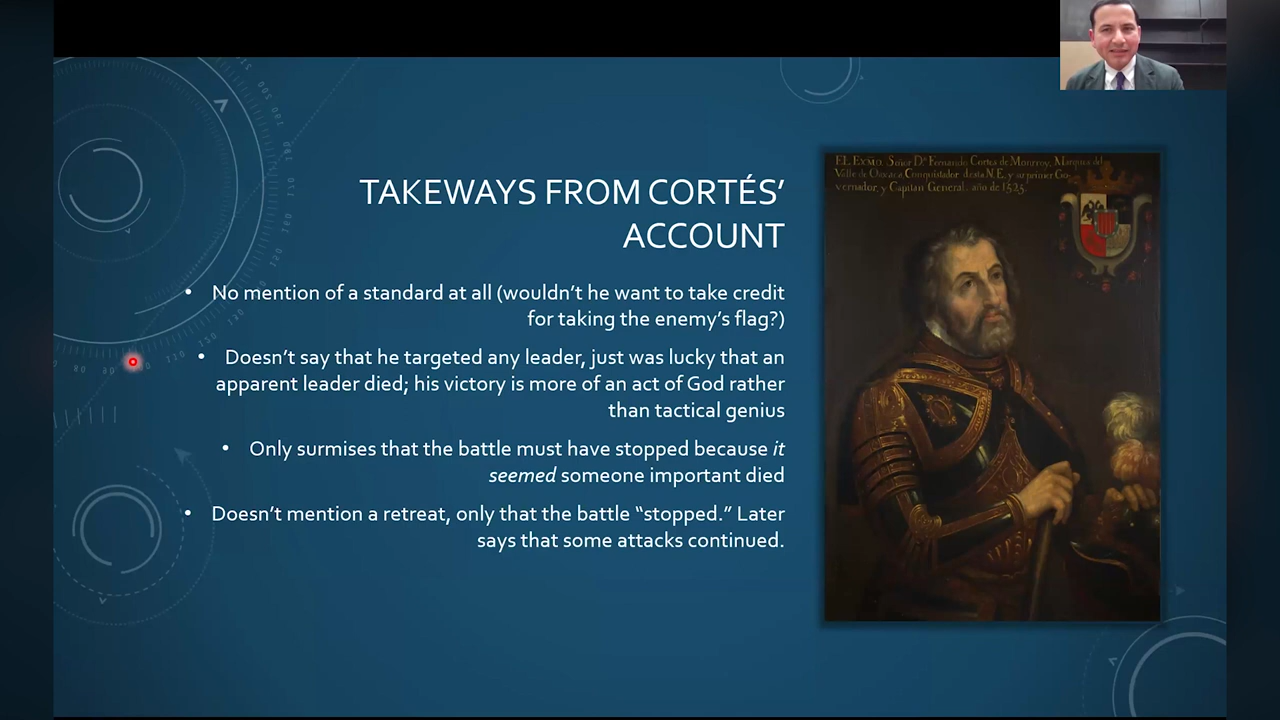 TAKEWAYS FROM CORTÉS’
ACCOUNT
• No mention of a standard at all (wouldn’t he want to take credit
for taking the enemy’s flag?)
• Doesn’t say that he targeted any leader, just was lucky that an
apparent leader died; his victory is more of an act of God rather
than tactical genius
• Only surmises that the battle must have stopped because it
seemed someone important died
• Doesn’t mention a retreat, only that the battle “stopped.” Later
says that some attacks continued.
EL EXMO. Señor Dn Fernando Cortes de Monrroy, Marques del
Valle de Oaxaca, Conquistador desta N.E. y su primer Go-
vernador, y Capitan General. año de 1525.